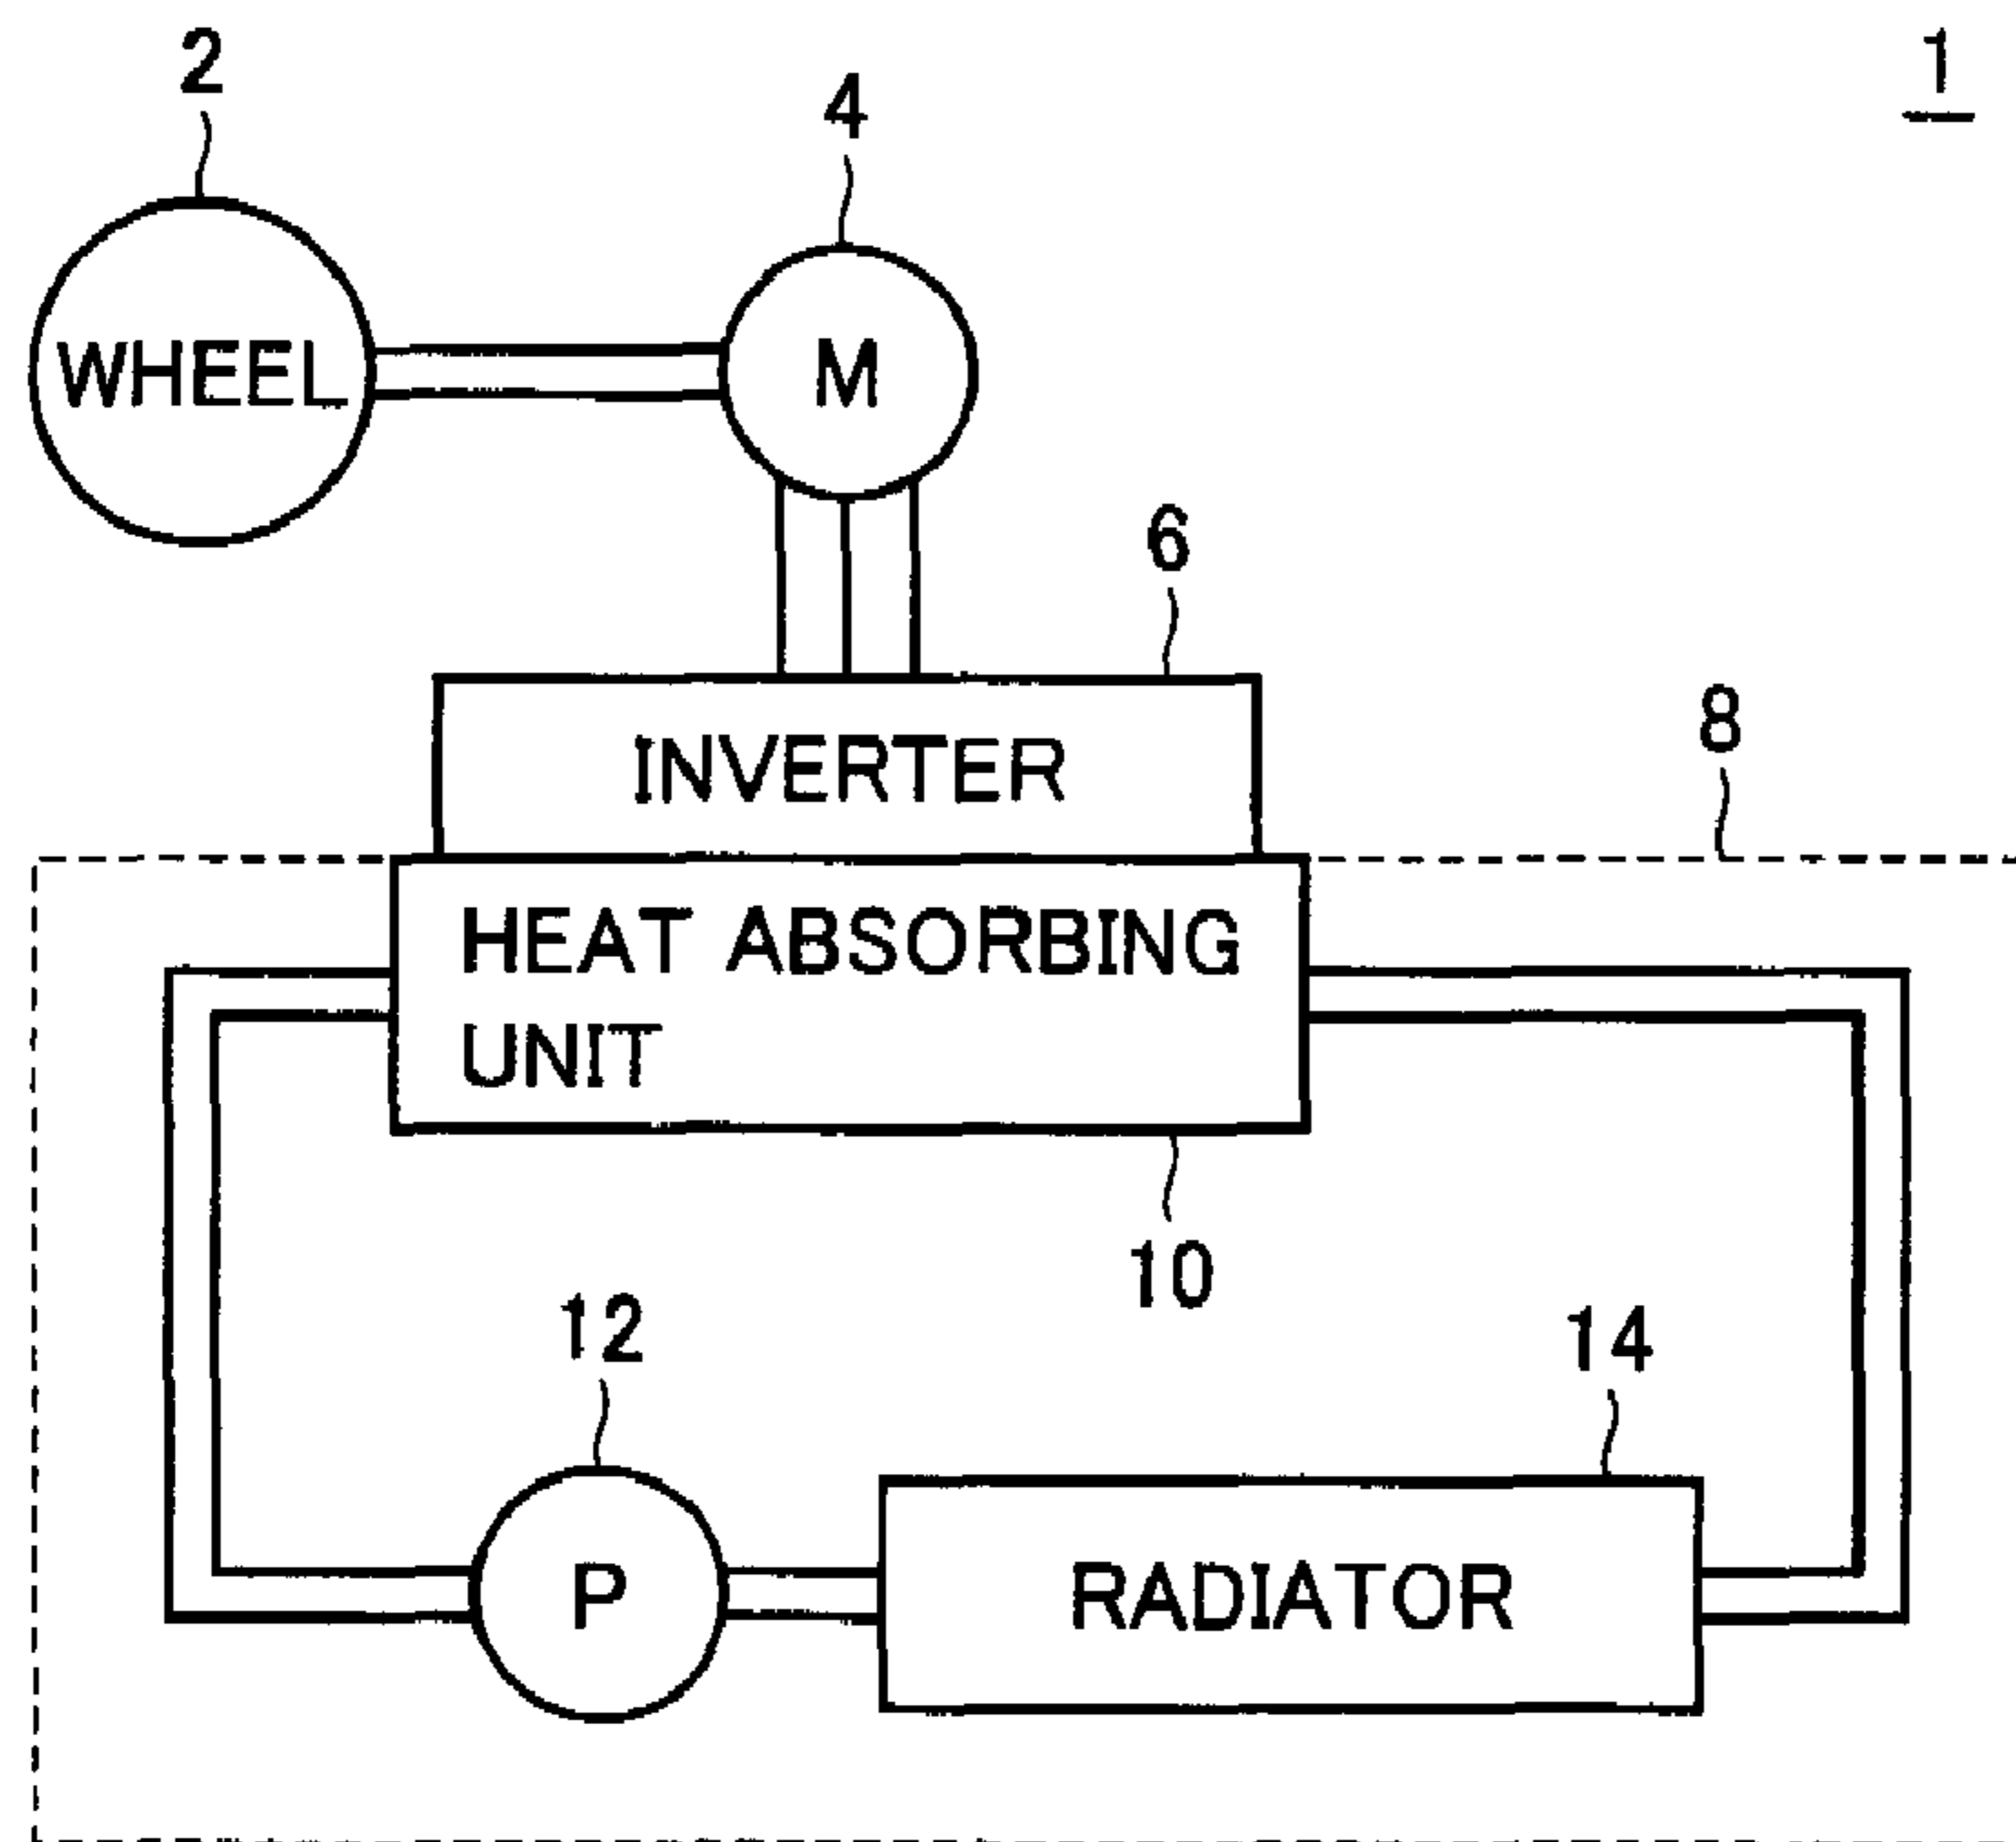 2
4
1
WHEEL
M
6
INVERTER
8
HEAT ABSORBING
UNIT
10
12
14
P
RADIATOR